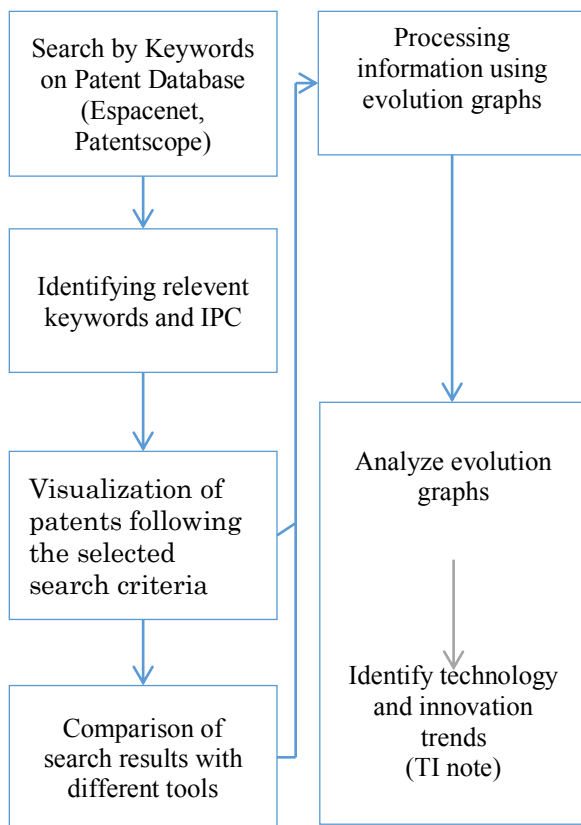 Search by Keywords
on Patent Database
(Espacenet,
Patentscope)
Identifying relevent
keywords and IPC
Visualization of
patents following
the selected
search criteria
Comparison of
search results with
different tools
Processing
information using
evolution graphs
Analyze evolution
graphs
Identify technology
and innovation
trends
(TI note)